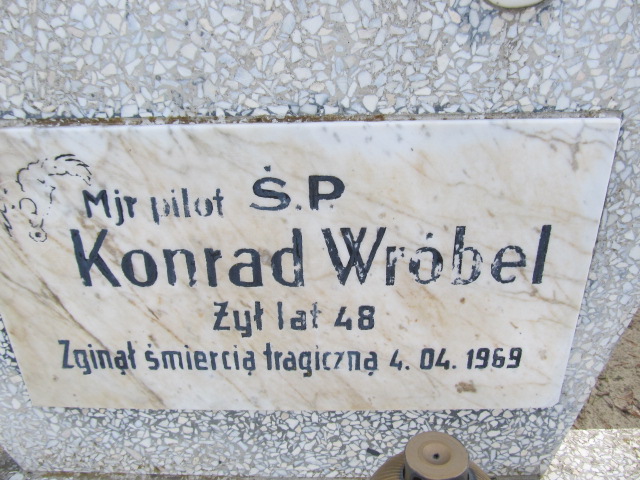 Mjr pilot Ś.P.
Konrad Wróbel
Żył lat 48
Zginął śmiercią tragiczną 4. 04. 1969